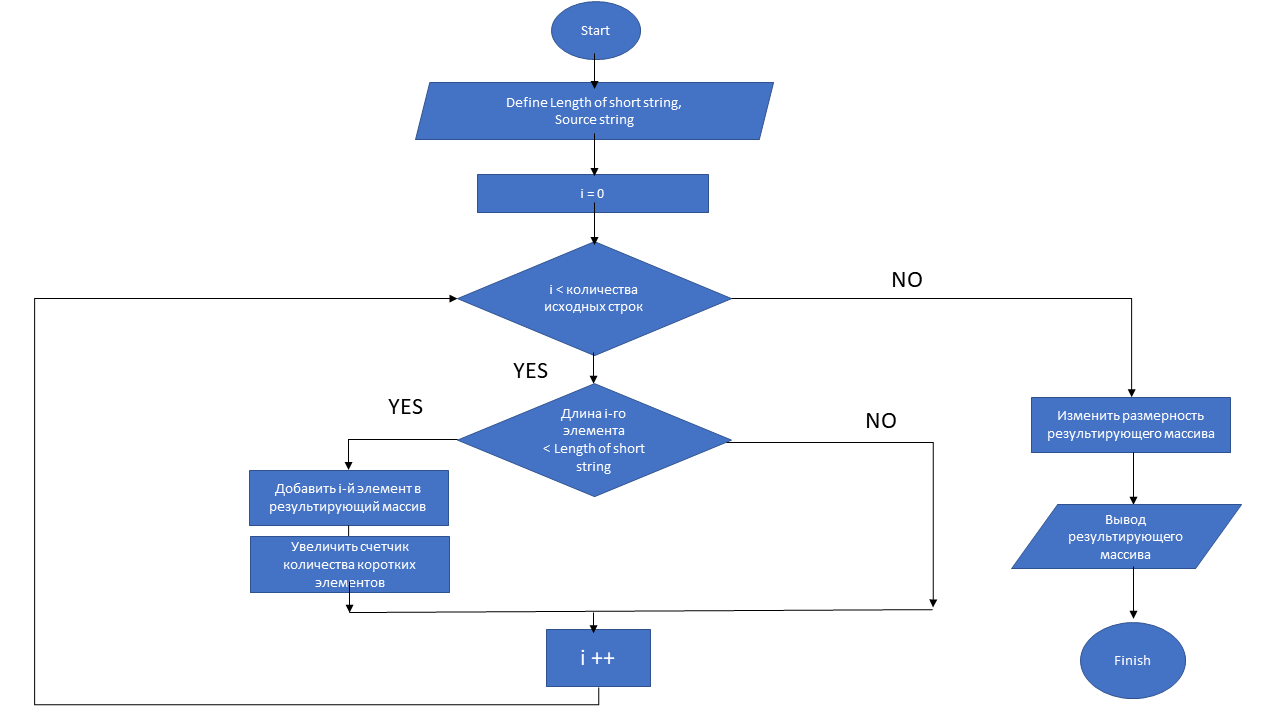 Start
Define Length of short string,
Source string
i = 0
i < количества
исходных строк
NO
YES
YES
Длина i-го
элемента
< Length of short
string
NO
Добавить i-й элемент в
результирующий массив
Увеличить счетчик
количества коротких
элементов
i ++
Изменить размерность
результирующего массива
Вывод
результирующего
массива
Finish